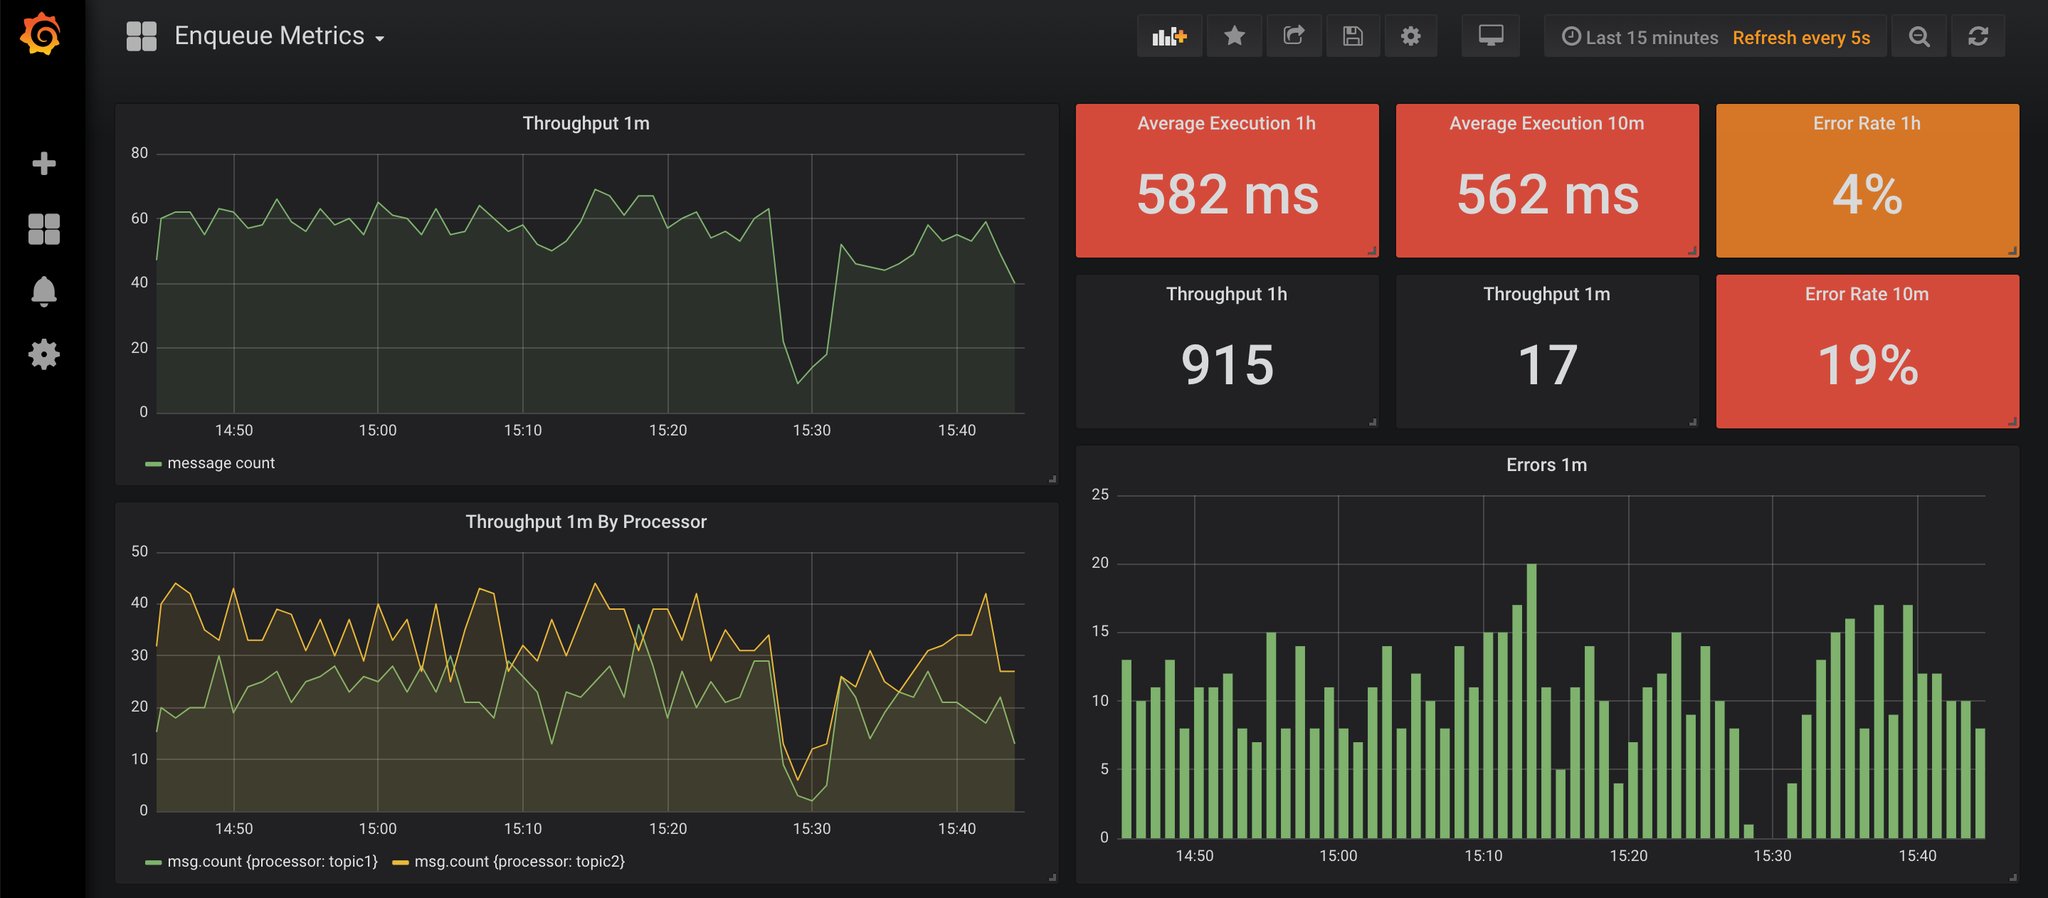 Enqueue Metrics
Last 15 minutes Refresh every 5s
Throughput 1m
80
60
40
20
0
14:50 15:00 15:10 15:20 15:30 15:40
message count
Average Execution 1h
582 ms
Average Execution 10m
562 ms
Error Rate 1h
4%
Throughput 1h
915
Throughput 1m
17
Error Rate 10m
19%
Throughput 1m By Processor
50
40
30
20
10
0
14:50 15:00 15:10 15:20 15:30 15:40
msg.count {processor: topic1} msg.count {processor: topic2}
Errors 1m
25
20
15
10
5
0
14:50 15:00 15:10 15:20 15:30 15:40